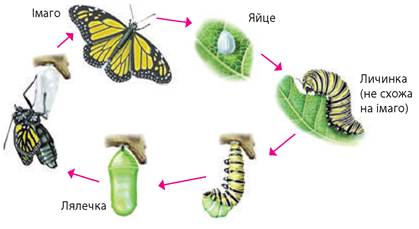 Імаго
Яйце
Личинка
(не схожа
на імаго)
Лялечка